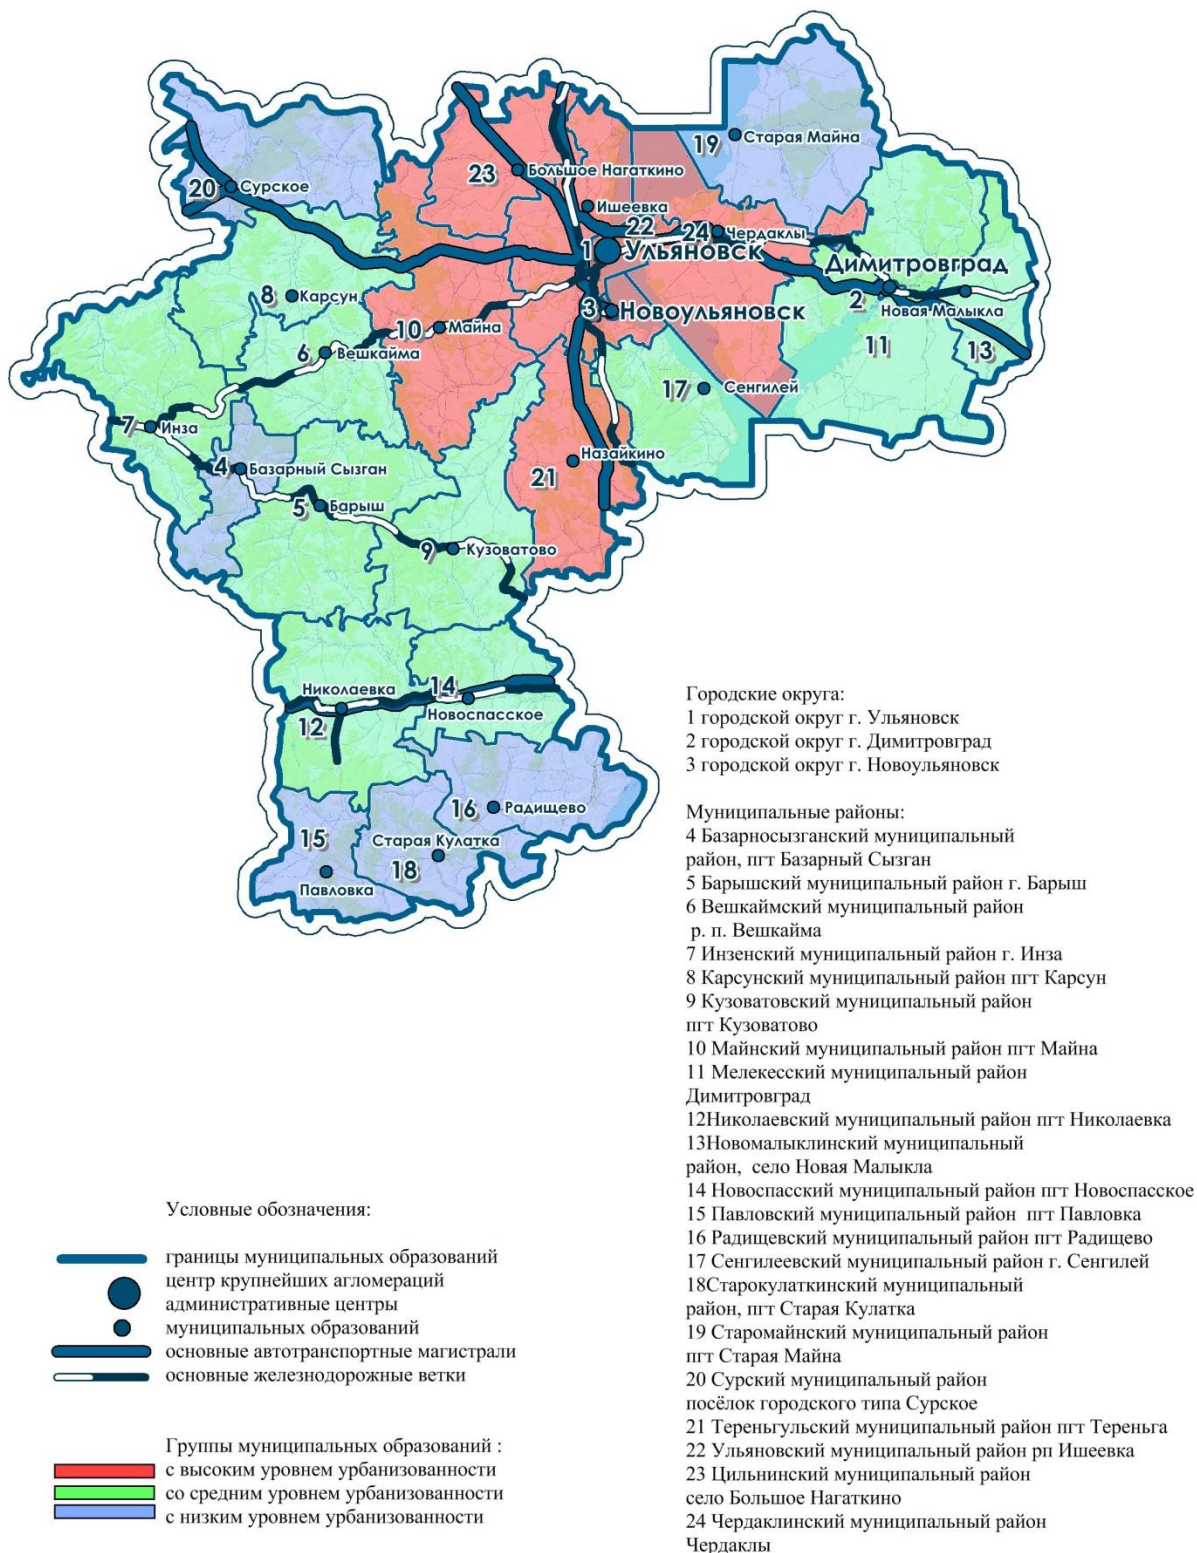 19
Старая Майна
23
Большое Нагаткино
20
Сурское
Ишеевка
22
24
Чердаклы
1
Ульяновск
Димитровград
2
Новая Малыкла
8
Карсун
3
Новоульяновск
10
Майна
11
13
6
Вешкайма
17
Сенгилей
7
Инза
4
Базарный Сызган
Назайкино
21
5
Барыш
9
Кузоватово
Николаевка
14
12
Новоспасское
16
Радищево
15
Старая Кулатка
18
Павловка
Городские округа:
1 городской округ г. Ульяновск
2 городской округ г. Димитровград
3 городской округ г. Новоульяновск
Муниципальные районы:
4 Базарносызганский муниципальный
район, пгт Базарный Сызган
5 Барышский муниципальный район г. Барыш
6 Вешкаймский муниципальный район
р. п. Вешкайма
7 Инзенский муниципальный район г. Инза
8 Карсунский муниципальный район пгт Карсун
9 Кузоватовский муниципальный район
пгт Кузоватово
10 Майнский муниципальный район пгт Майна
11 Мелекесский муниципальный район
Димитровград
12Николаевский муниципальный район пгт Николаевка
13Новомалыклинский муниципальный
район, село Новая Малыкла
14 Новоспасский муниципальный район пгт Новоспасское
15 Павловский муниципальный район пгт Павловка
16 Радищевский муниципальный район пгт Радищево
17 Сенгилеевский муниципальный район г. Сенгилей
18Старокулаткинский муниципальный
район, пгт Старая Кулатка
19 Старомайнский муниципальный район
пгт Старая Майна
20 Сурский муниципальный район
посёлок городского типа Сурское
21 Тереньгульский муниципальный район пгт Тереньга
22 Ульяновский муниципальный район рп Ишеевка
23 Цильнинский муниципальный район
село Большое Нагаткино
24 Чердаклинский муниципальный район
Чердаклы
Условные обозначения:
границы муниципальных образований
центр крупнейших агломераций
административные центры
муниципальных образований
основные автотранспортные магистрали
основные железнодорожные ветки
Группы муниципальных образований :
с высоким уровнем урбанизованности
со средним уровнем урбанизованности
с низким уровнем урбанизованности